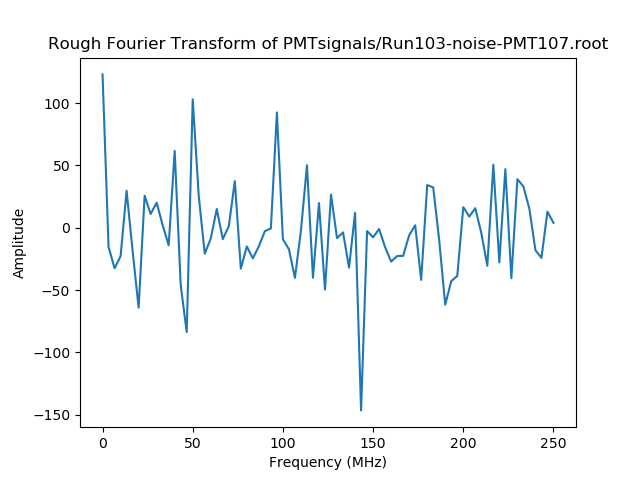 Rough Fourier Transform of PMTsignals/Run103-noise-PMT107.root
100
50
0
−50
−100
−150
Amplitude
0 50 100 150 200 250
Frequency (MHz)